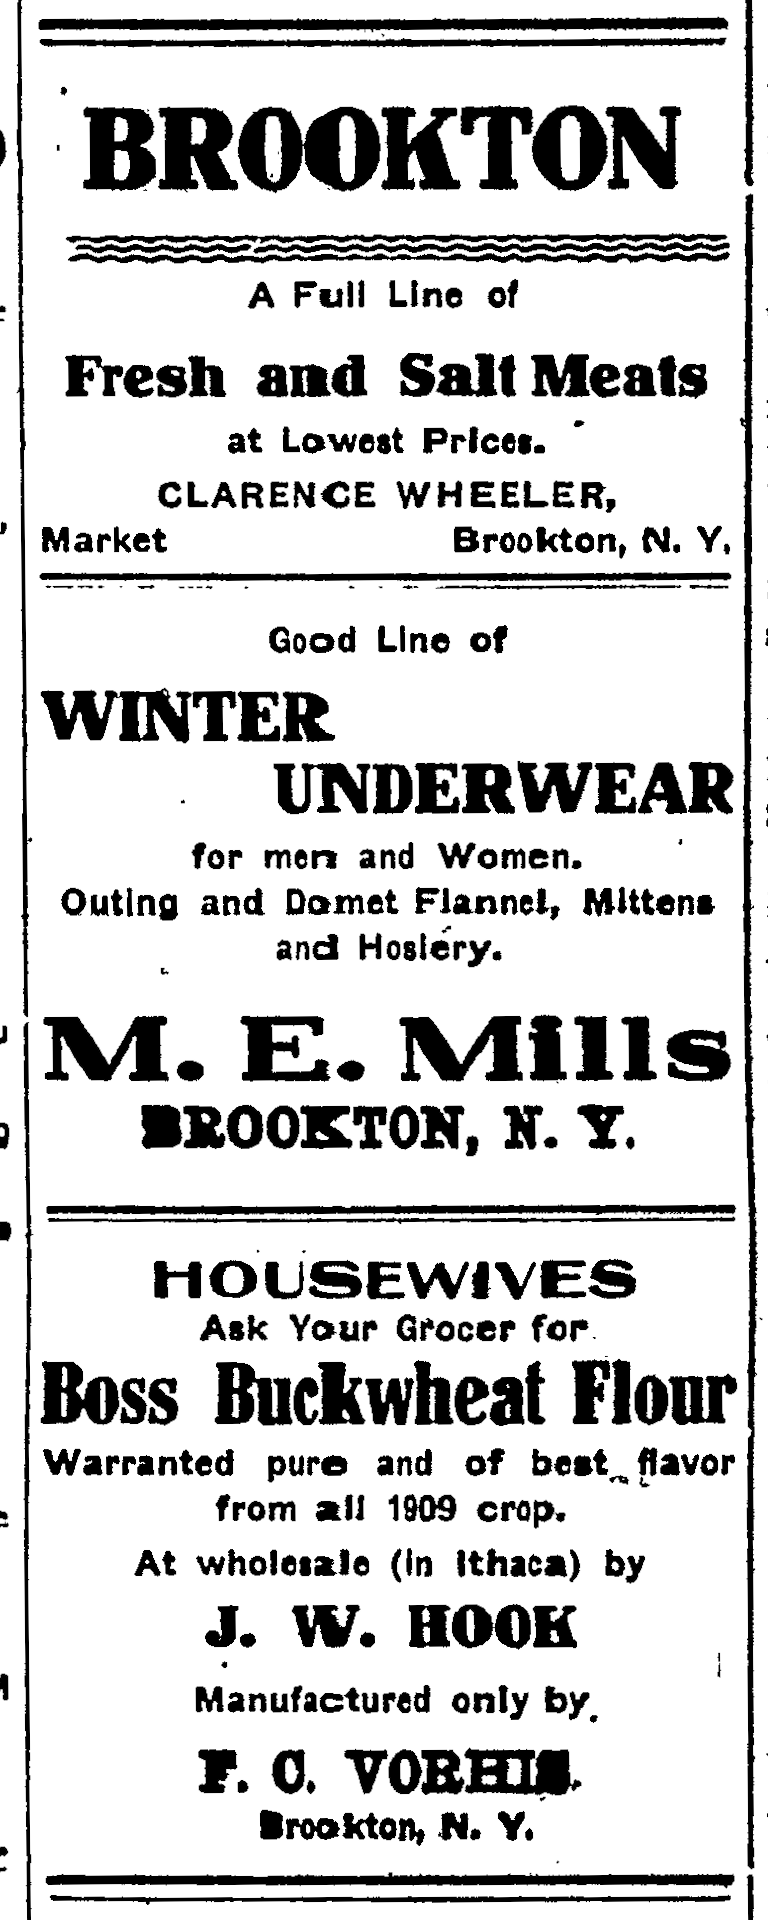 BROOKTON
A Full Line of
Fresh and Salt Meats
at Lowest Prices.
CLARENCE WHEELER,
Market Brookton, N. Y.
Good Line of
WINTER
UNDERWEAR
for men and Women.
Outing and Domet Flannel, Mittens
and Hosiery.
M. E. Mills
BROOKTON, N. Y.
HOUSEWIVES
Ask Your Grocer for
Boss Buckwheat Flour
Warranted pure and of best flavor
from all 1909 crop.
At wholesale (in Ithaca) by
J. W. HOOK
Manufactured only by
F. C. VORHIS.
Brookton, N. Y.